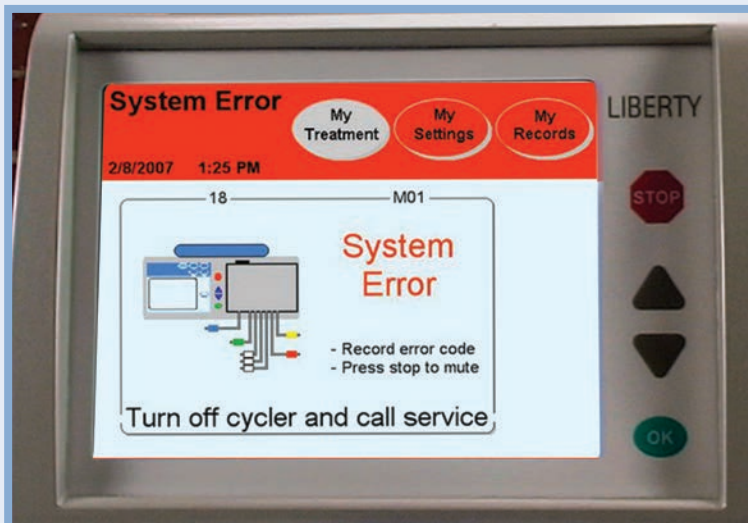 System Error
My
Treatment
My
Settings
My
Records
2/8/2007 1:25 PM
LIBERTY
STOP
18 M01
System
Error
- Record error code
- Press stop to mute
Turn off cycler and call service
OK